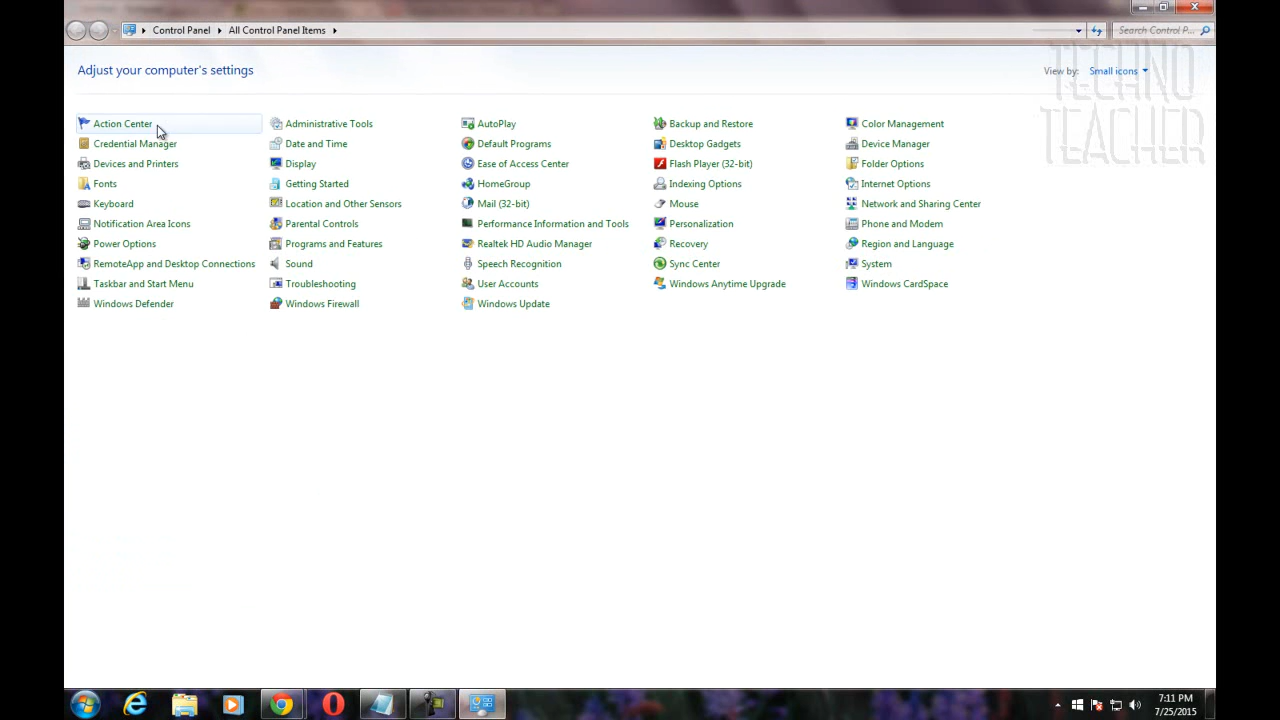 Control Panel All Control Panel Items Search Control P...
Adjust your computer's settings
View by: Small icons
TECHNO
TEACHER
Action Center Administrative Tools AutoPlay Backup and Restore Color Management
Credential Manager Date and Time Default Programs Desktop Gadgets Device Manager
Devices and Printers Display Ease of Access Center Flash Player (32-bit) Folder Options
Fonts Getting Started HomeGroup Indexing Options Internet Options
Keyboard Location and Other Sensors Mail (32-bit) Mouse Network and Sharing Center
Notification Area Icons Parental Controls Performance Information and Tools Personalization Phone and Modem
Power Options Programs and Features Realtek HD Audio Manager Recovery Region and Language
RemoteApp and Desktop Connections Sound Speech Recognition Sync Center System
Taskbar and Start Menu Troubleshooting User Accounts Windows Anytime Upgrade Windows CardSpace
Windows Defender Windows Firewall Windows Update
7:11 PM
7/25/2015